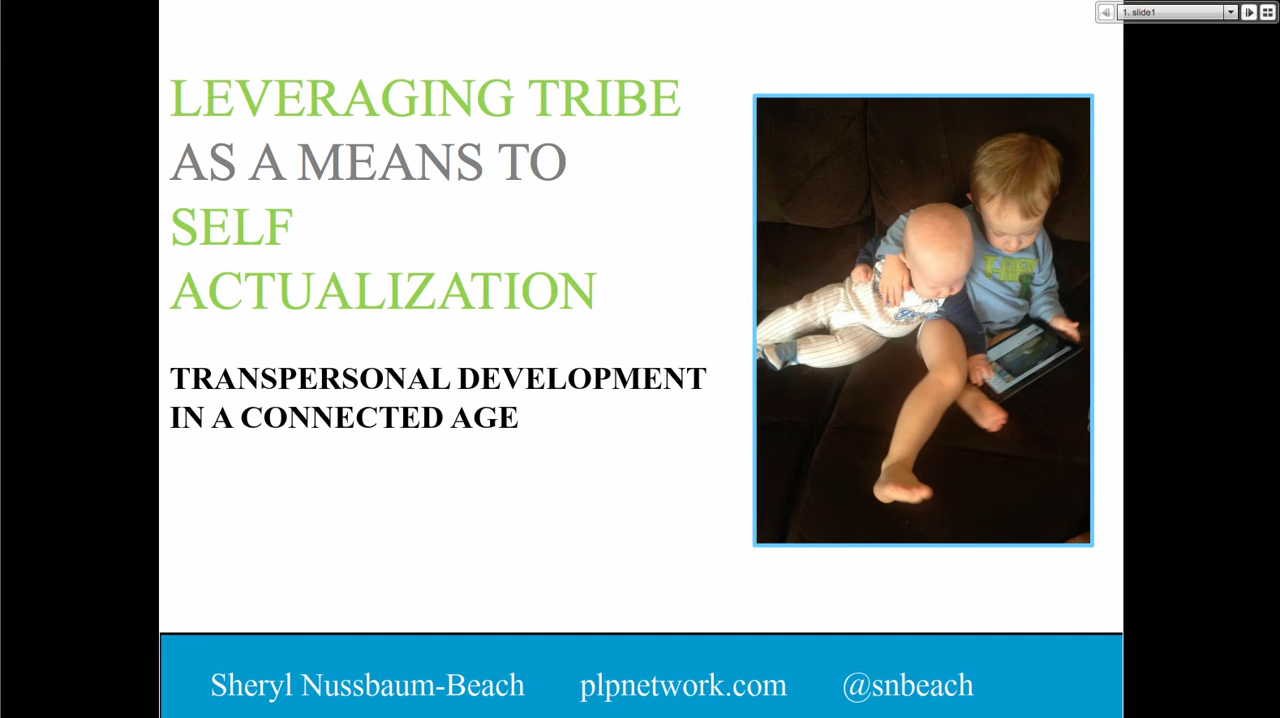 1. slide1
LEVERAGING TRIBE
AS A MEANS TO
SELF
ACTUALIZATION
TRANSPERSONAL DEVELOPMENT
IN A CONNECTED AGE
Sheryl Nussbaum-Beach plpnetwork.com @snbeach